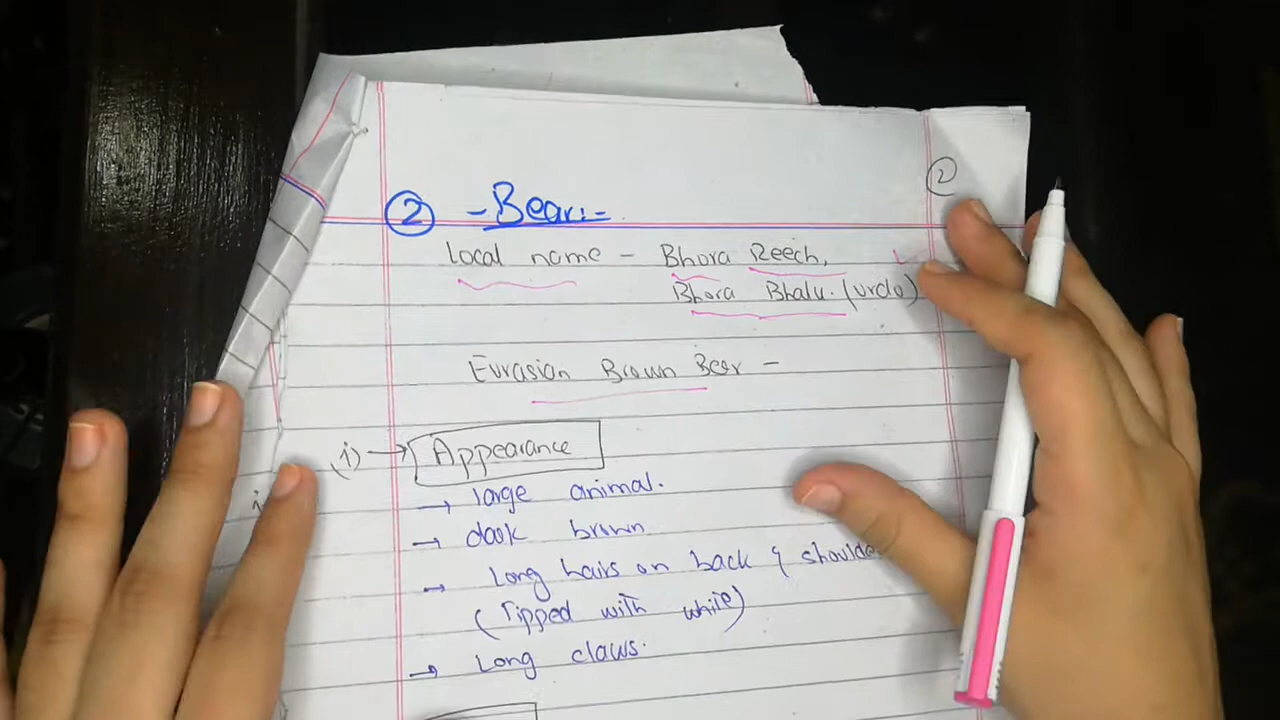 2
② -Bear:-
Local name - Bhora Reech,
Bhora Bhalu. (urdu)
Eurasian Brown Bear -
(i) → Appearance
→ large animal.
→ dark brown
→ Long hairs on back & shoulde
(Tipped with white)
→ Long claws.